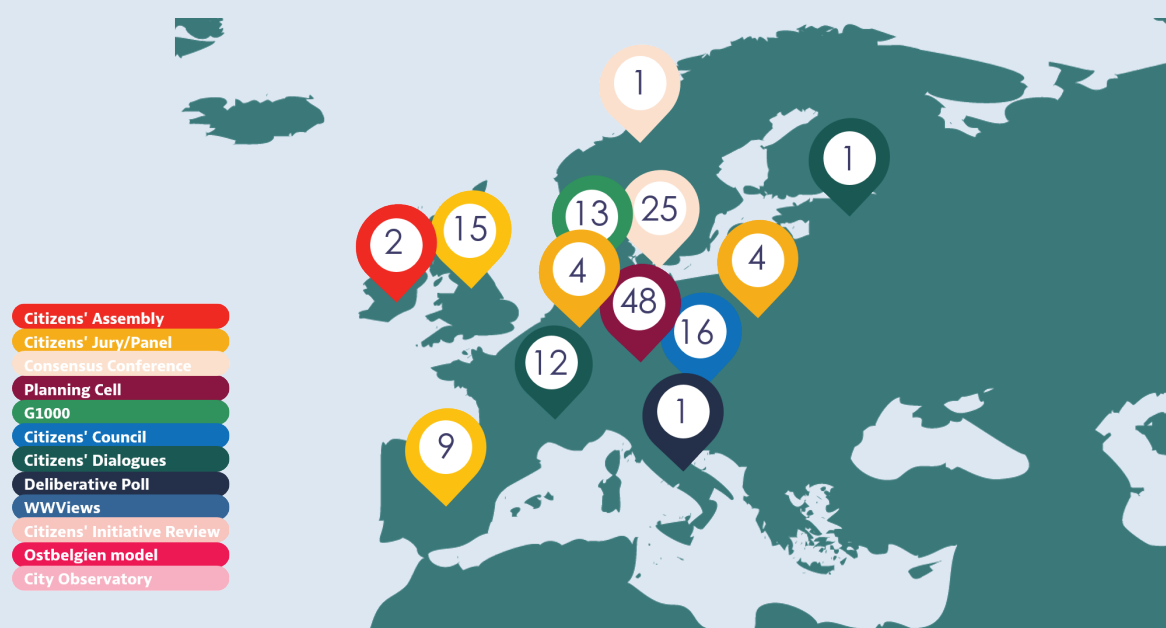 1
1
13
25
2
15
4
4
48
16
12
1
9
Citizens' Assembly
Citizens' Jury/Panel
Consensus Conference
Planning Cell
G1000
Citizens' Council
Citizens' Dialogues
Deliberative Poll
WWViews
Citizens' Initiative Review
Ostbelgien model
City Observatory